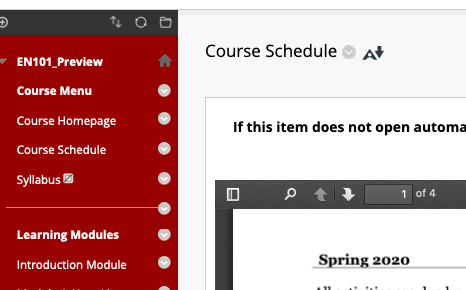 EN101_Preview
Course Menu
Course Homepage
Course Schedule
Syllabus
Learning Modules
Introduction Module
Course Schedule
If this item does not open automa
1 of 4
Spring 2020